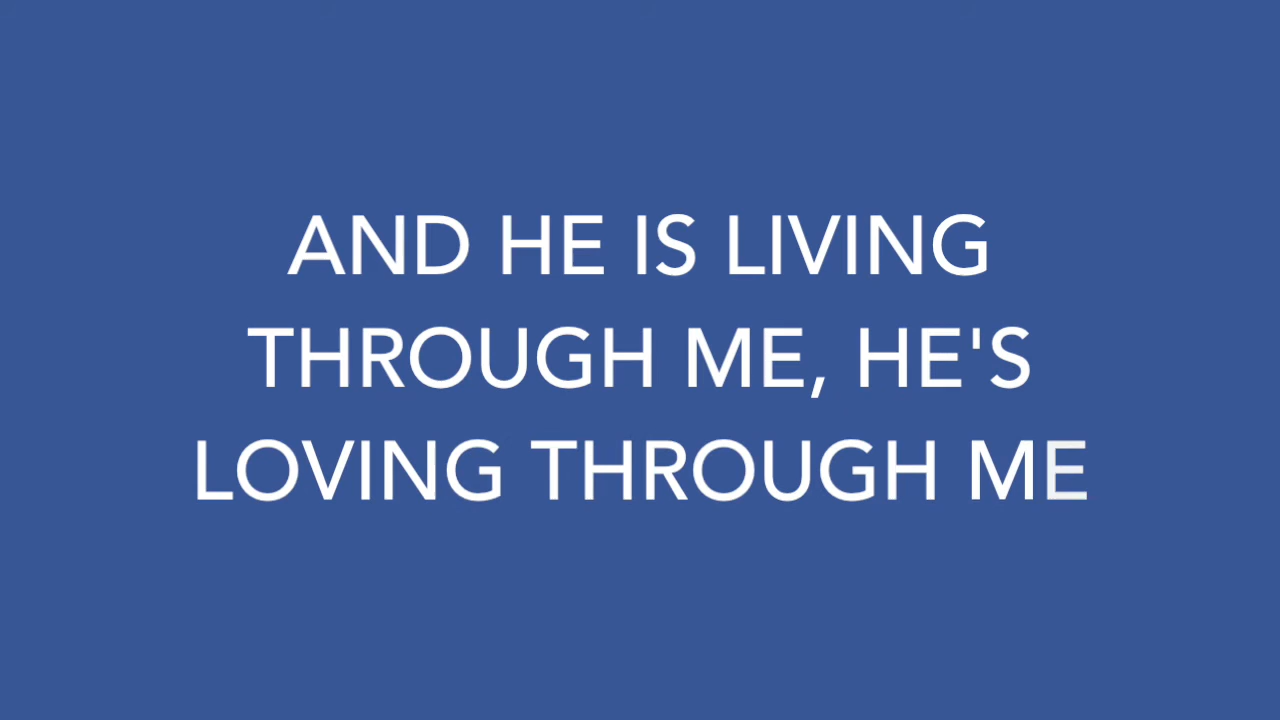 AND HE IS LIVING
THROUGH ME, HE'S
LOVING THROUGH ME